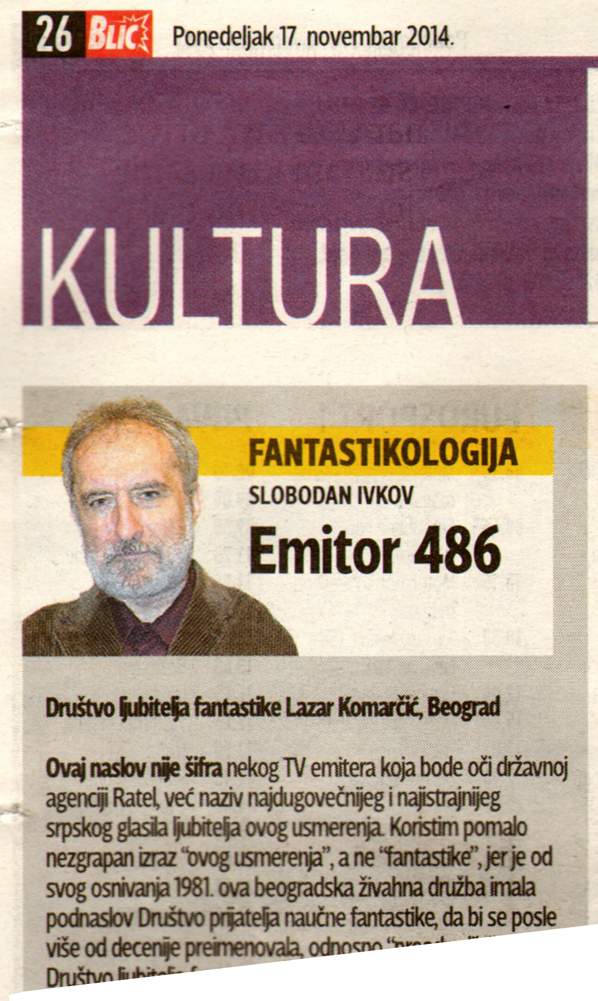 26 BLIC Ponedeljak 17. novembar 2014.
KULTURA
FANTASTIKOLOGIJA
SLOBODAN IVKOV
Emitor 486
Društvo ljubitelja fantastike Lazar Komarčić, Beograd
Ovaj naslov nije šifra nekog TV emitera koja bode oči državnoj
agenciji Ratel, već naziv najdugovečnijeg i najistrajnijeg
srpskog glasila ljubitelja ovog usmerenja. Koristim pomalo
nezgrapan izraz “ovog usmerenja”, a ne “fantastike”, jer je od
svog osnivanja 1981. ova beogradska živahna družba imala
podnaslov Društvo prijatelja naučne fantastike, da bi se posle
više od decenije preimenovala, odnosno
Društvo